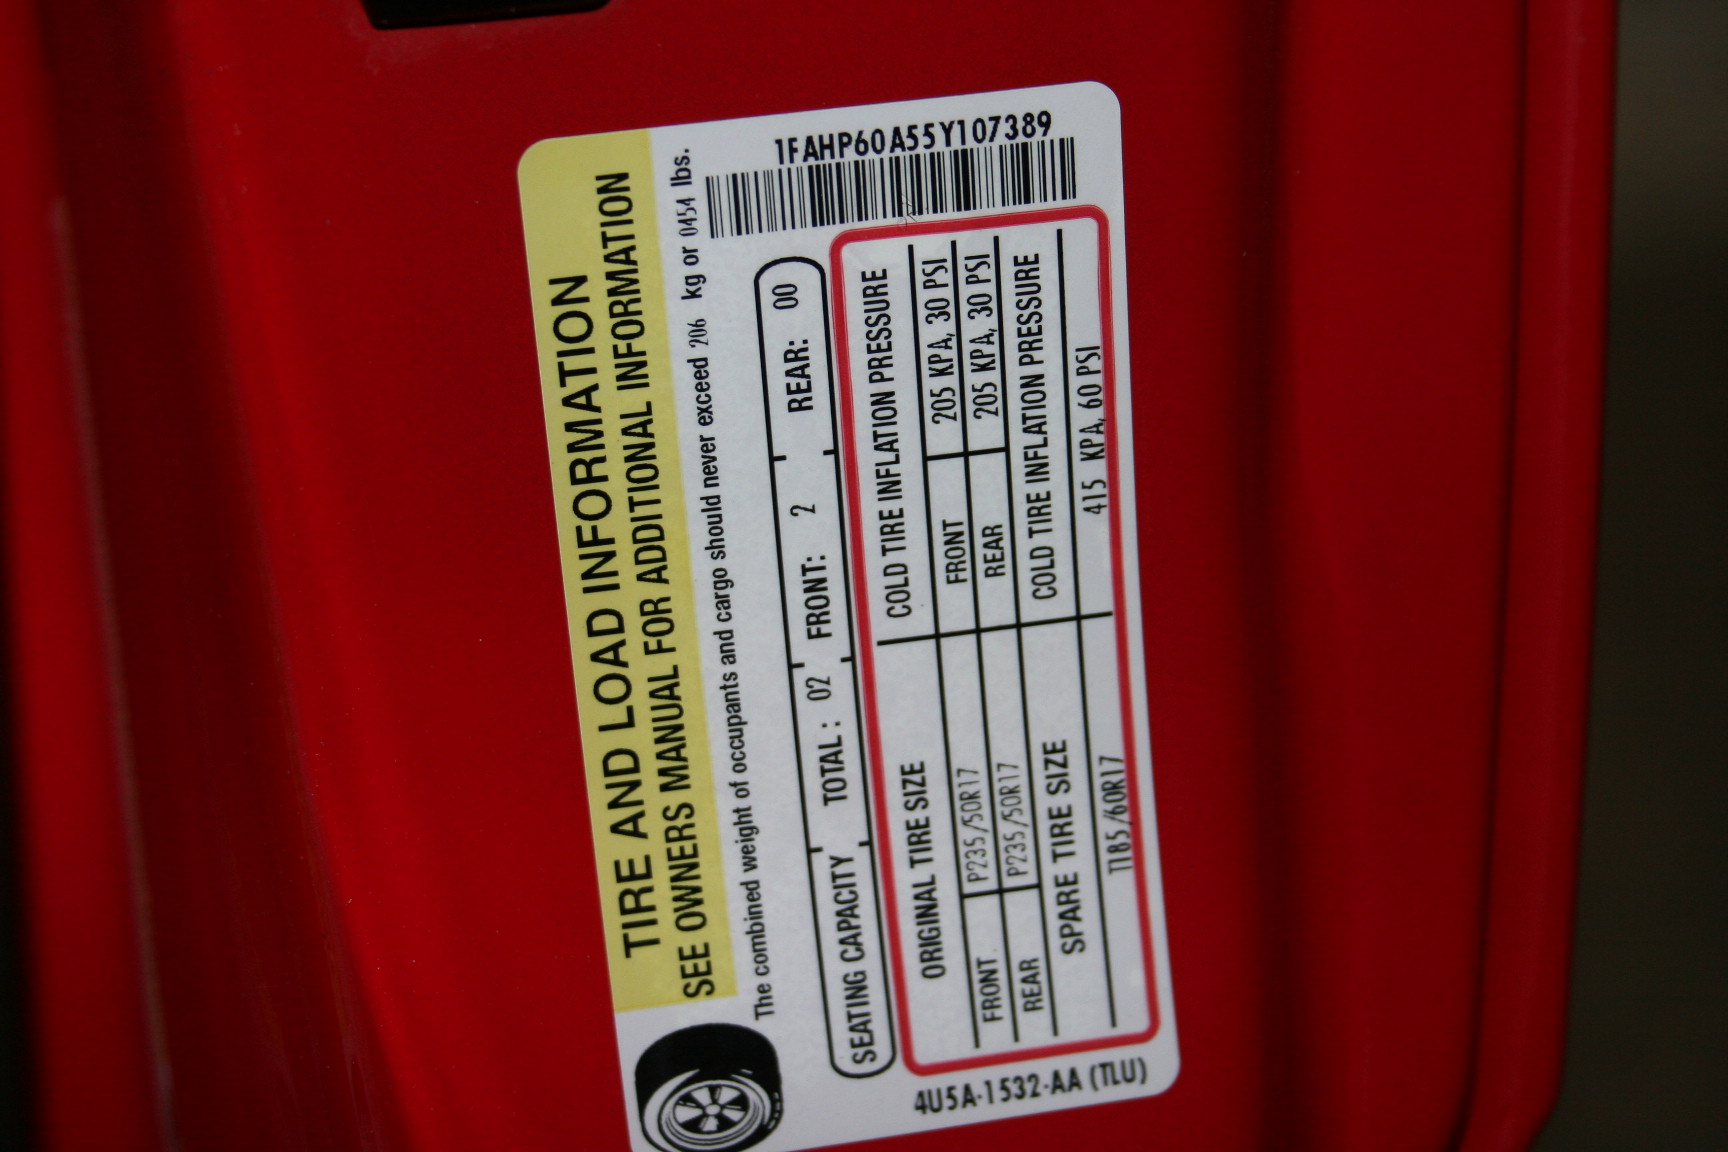 TIRE AND LOAD INFORMATION
SEE OWNERS MANUAL FOR ADDITIONAL INFORMATION
The combined weight of occupants and cargo should never exceed 206 kg or 0454 lbs.
1FAHP60A55Y107389
SEATING CAPACITY TOTAL: 02 FRONT: 2 REAR: 00
ORIGINAL TIRE SIZE COLD TIRE INFLATION PRESSURE
FRONT P235/50R17 FRONT 205 KPA, 30 PSI
REAR P235/50R17 REAR 205 KPA, 30 PSI
SPARE TIRE SIZE COLD TIRE INFLATION PRESSURE
T185/60R17 415 KPA, 60 PSI
4U5A-1532-AA (TLU)